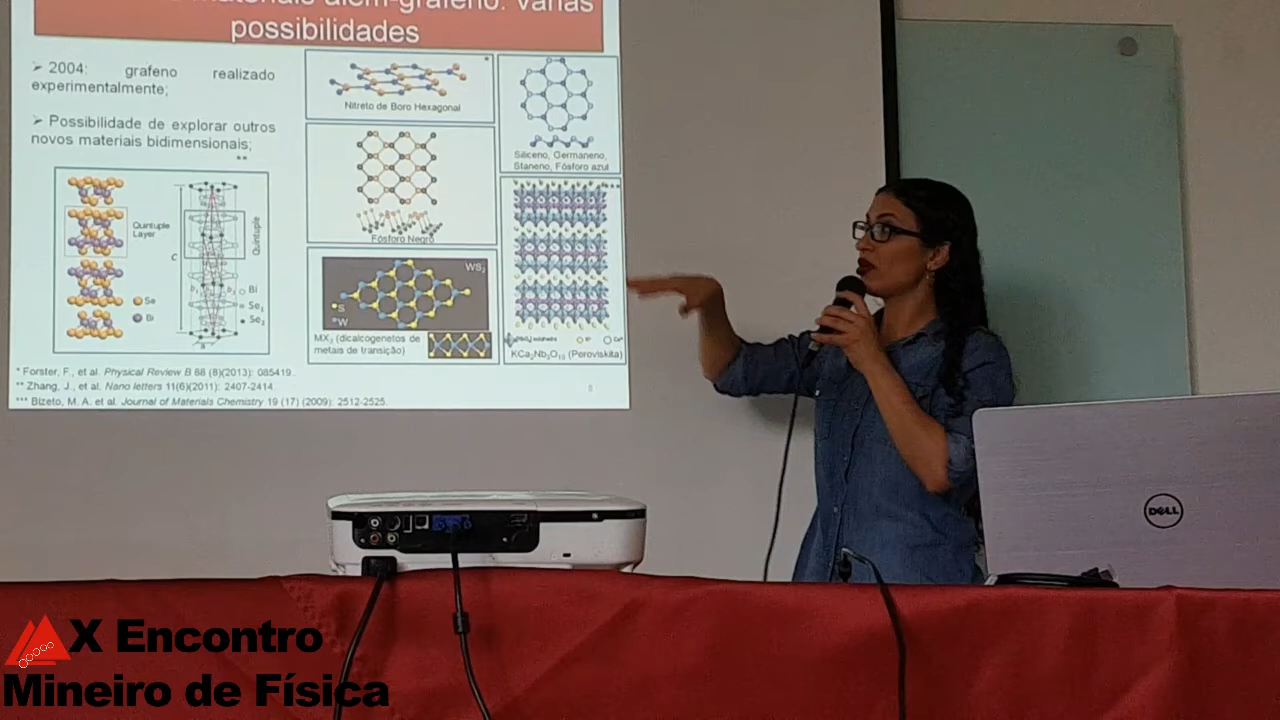 materiais além-grafeno: várias
possibilidades
➤ 2004: grafeno realizado
experimentalmente;
➤ Possibilidade de explorar outros
novos materiais bidimensionais;
**
Quintuple
Layer
Se
Bi
c
Quintuple
Bi
Se₁
Se₂
a
*
Nitreto de Boro Hexagonal
Siliceno, Germaneno,
Staneno, Fósforo azul
Fósforo Negro
WS₂
S
W
MX₂ (dicalcogenetos de
metais de transição)
***
KCa₂Nb₃O₁₀ (Perovskita)
* Forster, F., et al. Physical Review B 88 (8)(2013): 085419.
** Zhang, J., et al. Nano letters 11(6)(2011): 2407-2414.
*** Bizeto, M. A. et al. Journal of Materials Chemistry 19 (17) (2009): 2512-2525.
DELL
X Encontro
Mineiro de Física